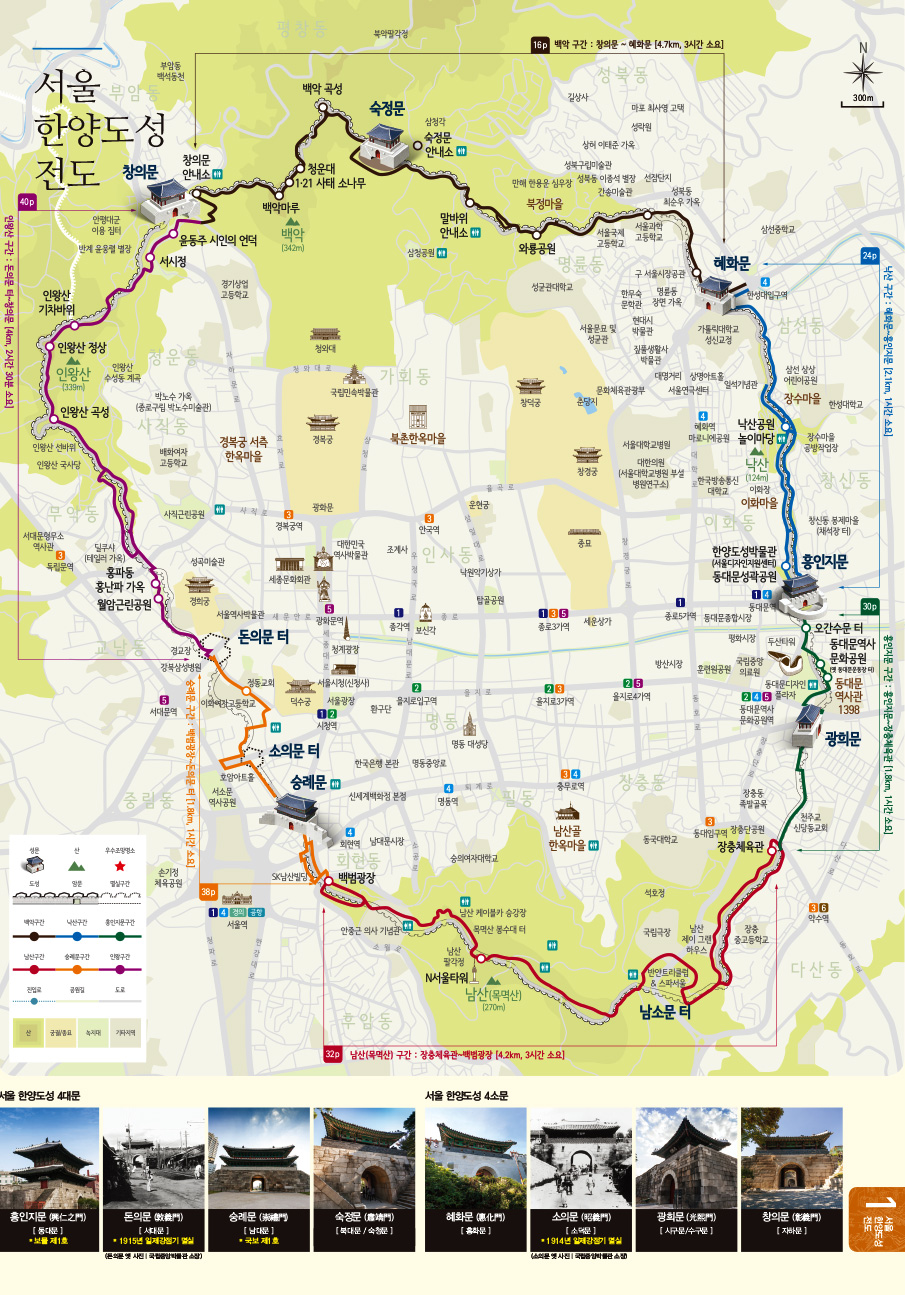 서울
한양도성
전도
평창동
북악팔각정
16p 백악 구간 : 창의문 ~ 혜화문 [4.7km, 3시간 소요]
N
300m
부암동
백석동천
부암동
성북동
길상사
마포 최사영 고택
성락원
상허 이태준 가옥
성북구립미술관
성북동 이종석 별장
선잠단지
만해 한용운 심우장
간송미술관
성북동
최순우 가옥
북정마을
백악 곡성
숙정문
삼청각
숙정문
안내소
창의문
창의문
안내소
청운대
1·21 사태 소나무
백악마루
백악
(342m)
말바위
안내소
삼청공원
와룡공원
서울국제
고등학교
서울과학
고등학교
삼선중학교
명륜동
성균관대학교
구 서울시장공관
혜화문
24p
낙산 구간 : 혜화문~흥인지문 [2.1km, 1시간 소요]
한성대입구역
40p
인왕산 구간 : 돈의문 터~창의문 [4km, 2시간 30분 소요]
안평대군
이용 집터
반계 윤웅렬 별장
윤동주 시인의 언덕
서시정
경기상업
고등학교
인왕산
기차바위
인왕산 정상
인왕산
(339m)
인왕산
수성동 계곡
인왕산 곡성
인왕산 선바위
인왕산 국사당
청운동
박노수 가옥
(종로구립 박노수미술관)
사직동
배화여자
고등학교
경복궁 서측
한옥마을
청와대
국립민속박물관
가회동
경복궁
북촌한옥마을
창덕궁
창경궁
춘당지
한무숙
문학관
명륜동
장면 가옥
현대시
박물관
짚풀생활사
박물관
서울문묘 및
성균관
가톨릭대학교
성신교정
삼선동
대명거리
상명아트홀
문화체육관광부
서울연극센터
일석기념관
삼선 상상
어린이공원
장수마을
한성대학교
혜화역
마로니에공원
낙산공원
놀이마당
장수마을
공방작업장
낙산
(124m)
서울대학교병원
대한의원
(서울대학교병원 부설
병원연구소)
한국방송통신
대학교
이화장
이화마을
이화동
창신동
창신동 봉제마을
(채석장 터)
한양도성박물관
(서울디자인지원센터)
동대문성곽공원
흥인지문
무악동
서대문형무소
역사관
독립문역
딜쿠샤
(테일러 가옥)
사직근린공원
경복궁역
광화문
안국역
운현궁
종묘
인사동
대한민국
역사박물관
조계사
낙원악기상가
탑골공원
세종문화회관
성곡미술관
경희궁
홍파동
홍난파 가옥
월암근린공원
서울역사박물관
광화문역
종각역
보신각
종로3가역
세운상가
종로5가역
동대문종합시장
동대문역
30p
흥인지문 구간 : 흥인지문~장충체육관 [1.8km, 1시간 소요]
오간수문 터
동대문역사
문화공원
(옛 동대문운동장 터)
동대문
역사관
1398
평화시장
두산타워
국립중앙
의료원
훈련원공원
방산시장
동대문디자인
플라자
동대문역사
문화공원역
광희문
교남동
경교장
강북삼성병원
돈의문 터
청계광장
정동교회
이화여자고등학교
덕수궁
서울시청(신청사)
서울광장
시청역
환구단
을지로입구역
을지로3가역
을지로4가역
서대문역
명동
명동 대성당
소의문 터
호암아트홀
서소문
역사공원
한국은행 본관
명동중앙로
숭례문
신세계백화점 본점
명동역
충무로역
필동
장충동
중림동
숭례문 구간 : 백범광장~돈의문 터 [1.8km, 1시간 소요]
회현역
남대문시장
회현동
남산골
한옥마을
동국대학교
동대입구역
장충단공원
장충동
족발골목
천주교
신당동교회
장충체육관
손기정
체육공원
SK남산빌딩
백범광장
숭의여자대학교
38p
경의
공항
서울역
안중근 의사 기념관
남산 케이블카 승강장
목멱산 봉수대 터
남산
팔각정
N서울타워
남산(목멱산)
(270m)
석호정
국립극장
남산
제이 그랜
하우스
장충
중고등학교
약수역
반얀트리클럽
& 스파서울
남소문 터
다산동
후암동
32p 남산(목멱산) 구간 : 장충체육관~백범광장 [4.2km, 3시간 소요]
성문 산 우수조망명소
도성 암문 멸실구간
백악구간 낙산구간 흥인지문구간
남산구간 숭례문구간 인왕구간
진입로 공원길 도로
산 궁궐/종묘 녹지대 기타지역
서울 한양도성 4대문
서울 한양도성 4소문
흥인지문 (興仁之門)
[ 동대문 ]
• 보물 제1호
돈의문 (敦義門)
[ 서대문 ]
• 1915년 일제강점기 멸실
(돈의문 옛 사진 | 국립중앙박물관 소장)
숭례문 (崇禮門)
[ 남대문 ]
• 국보 제1호
숙정문 (肅靖門)
[ 북대문 / 숙청문 ]
혜화문 (惠化門)
[ 홍화문 ]
소의문 (昭義門)
[ 소덕문 ]
• 1914년 일제강점기 멸실
(소의문 옛 사진 | 국립중앙박물관 소장)
광희문 (光熙門)
[ 시구문/수구문 ]
창의문 (彰義門)
[ 자하문 ]
1
서울
한양도성
전도